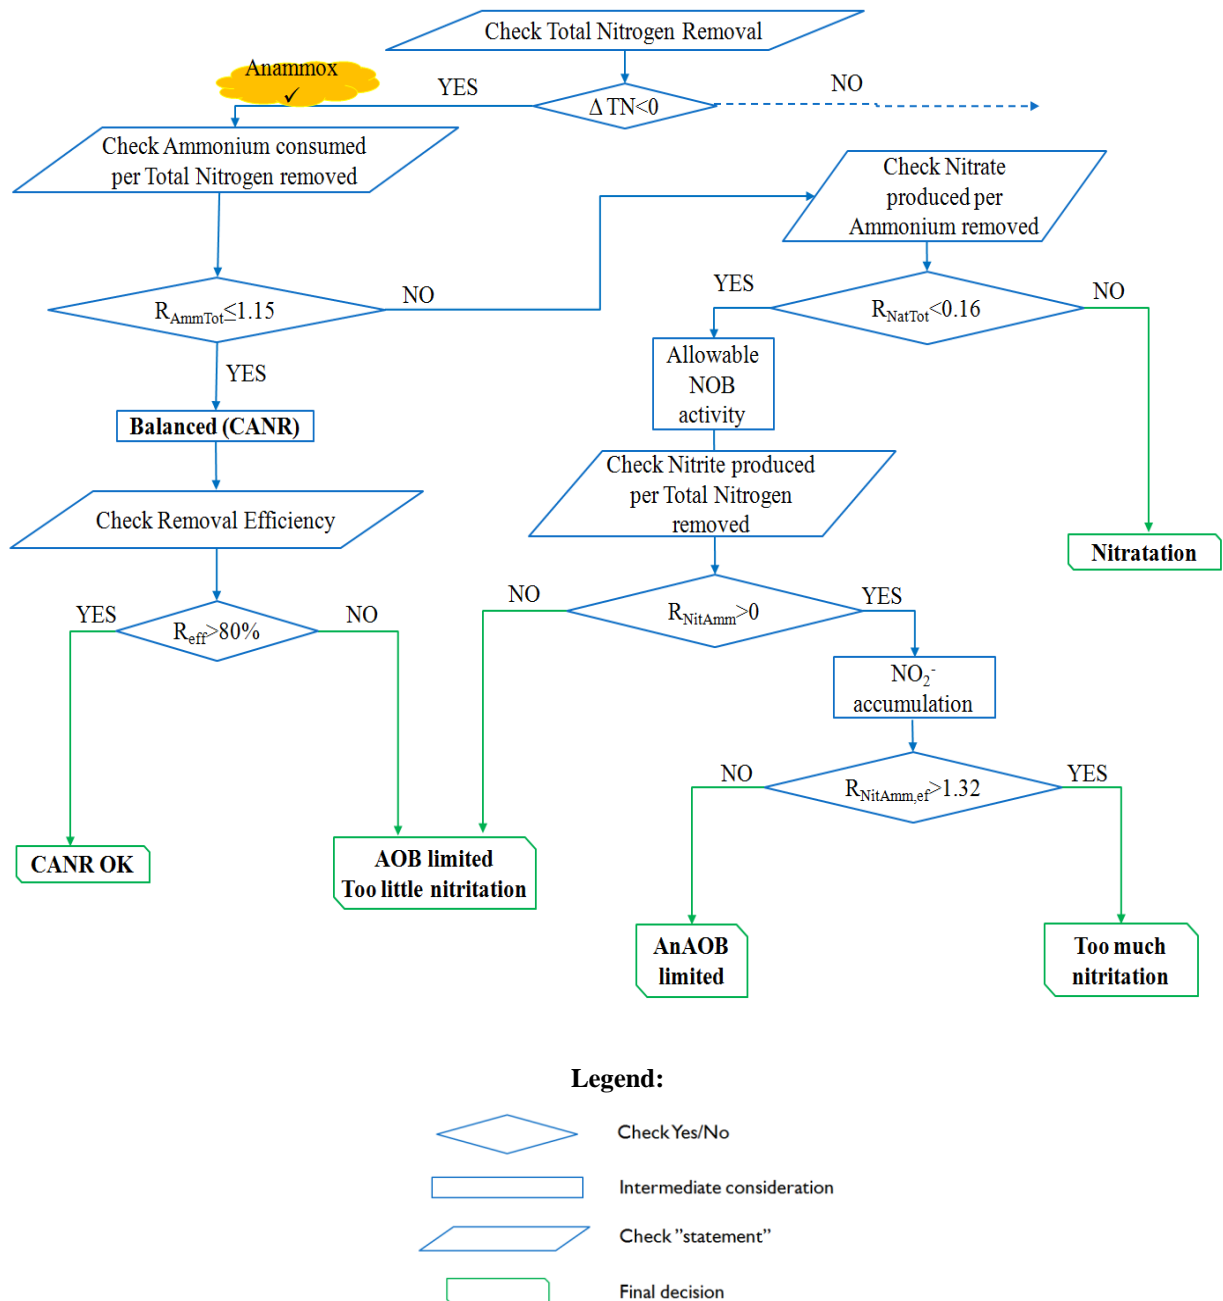 Check Total Nitrogen Removal
Anammox
✓
YES
NO
Δ TN<0
Check Ammonium consumed
per Total Nitrogen removed
Check Nitrate
produced per
Ammonium removed
R_AmmTot≤1.15
NO
YES
R_NatTot<0.16
NO
YES
Allowable
NOB
activity
Balanced (CANR)
Check Nitrite produced
per Total Nitrogen
removed
Check Removal Efficiency
Nitratation
YES
R_eff>80%
NO
NO
R_NitAmm>0
YES
NO₂⁻
accumulation
NO
R_NitAmm,ef>1.32
YES
CANR OK
AOB limited
Too little nitritation
AnAOB
limited
Too much
nitritation
Legend:
Check Yes/No
Intermediate consideration
Check ”statement”
Final decision